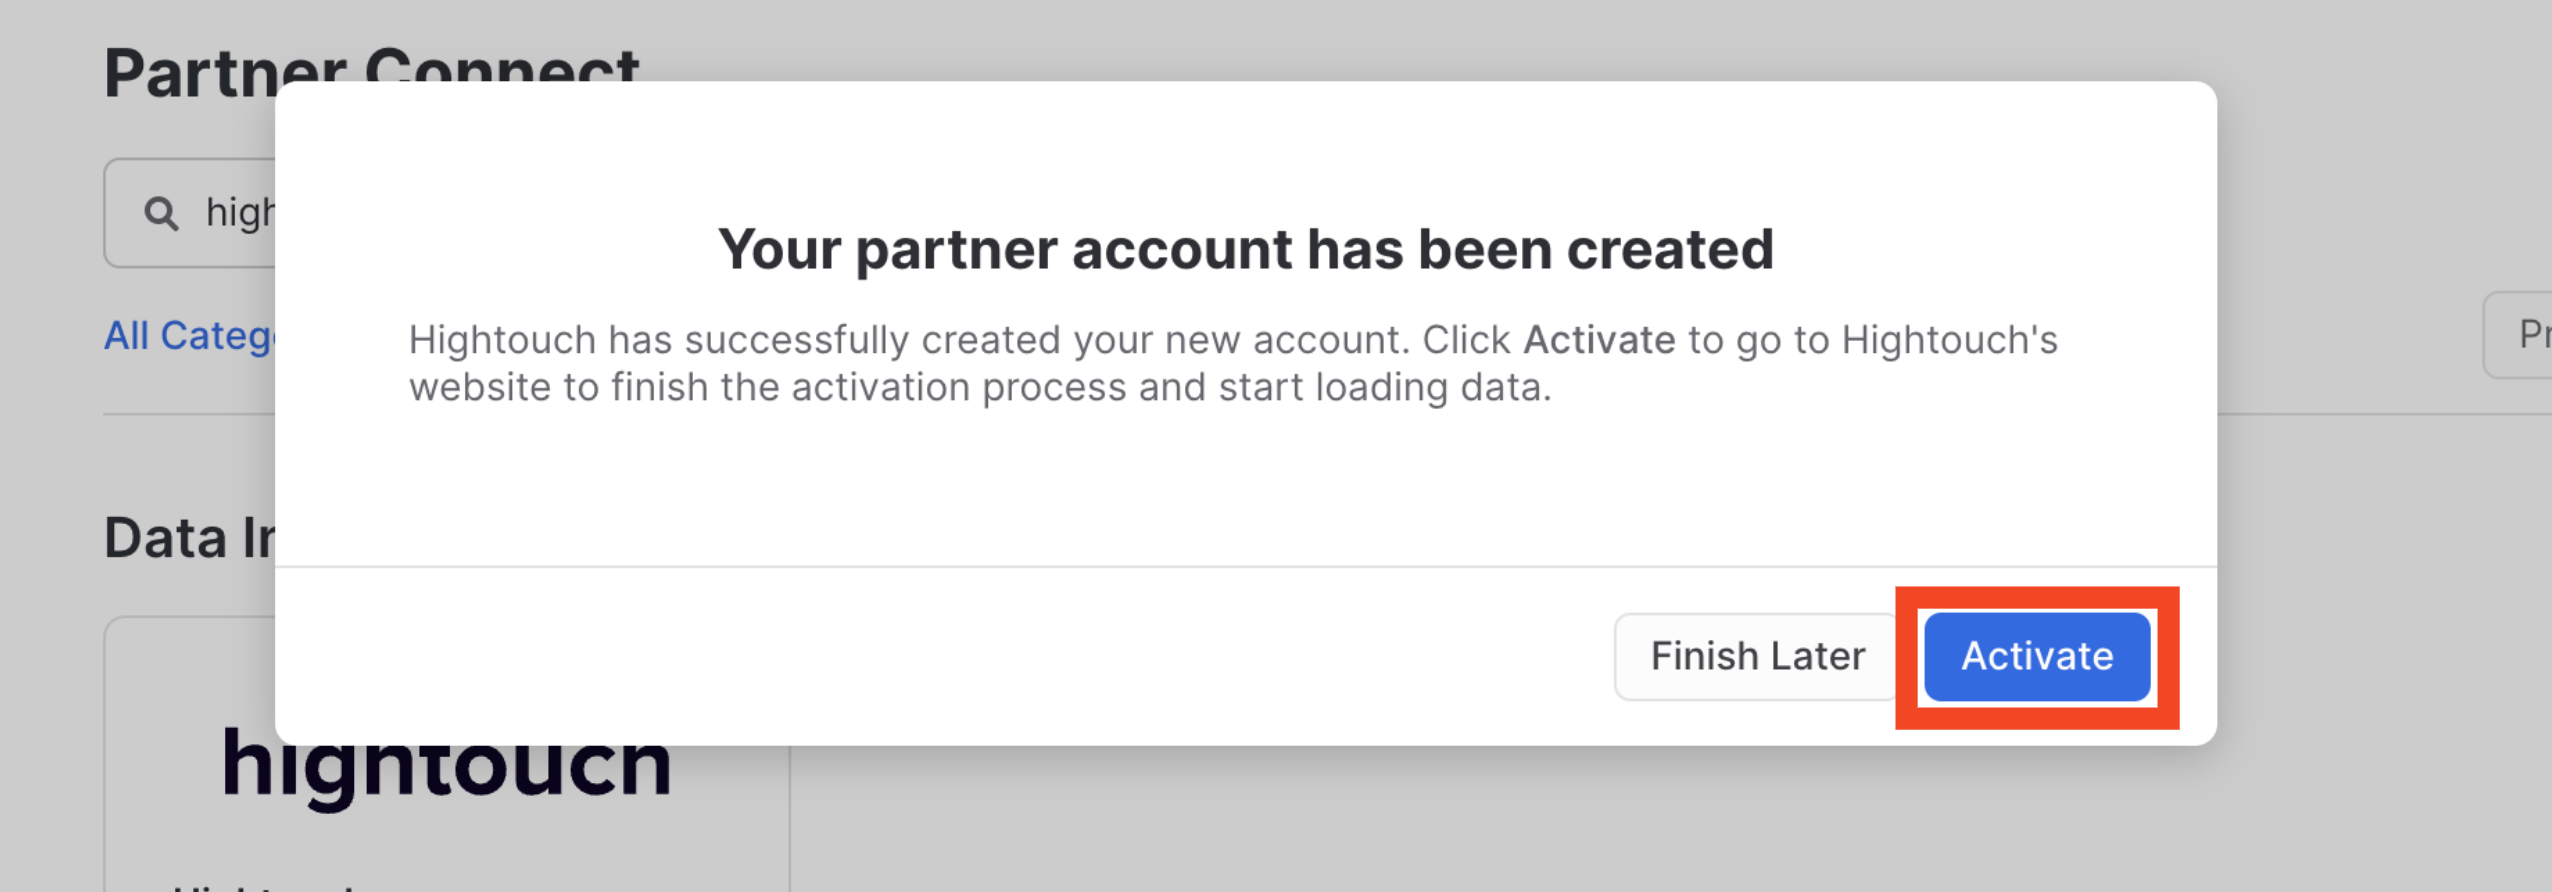 Partner Connect
high
All Catego
Pr
Your partner account has been created
Hightouch has successfully created your new account. Click Activate to go to Hightouch's
website to finish the activation process and start loading data.
Data In
Finish Later
Activate
hightouch